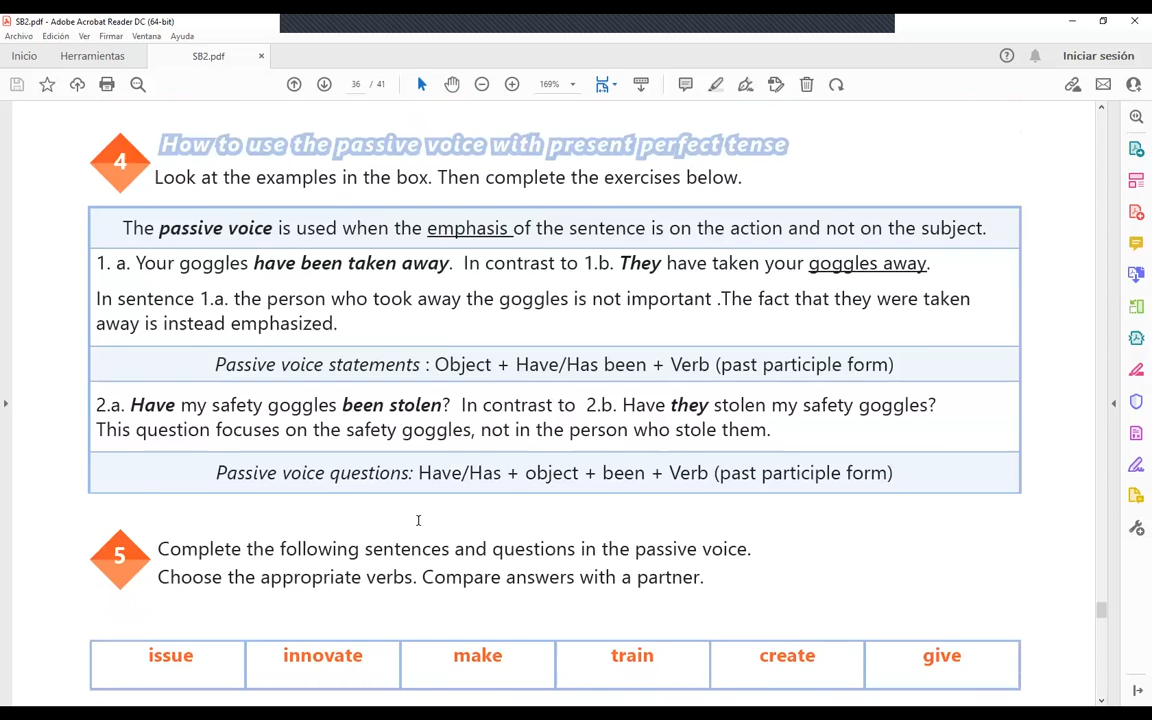 SB2.pdf - Adobe Acrobat Reader DC (64-bit)
Archivo Edición Ver Firmar Ventana Ayuda
Inicio Herramientas SB2.pdf × Iniciar sesión
36 / 41 169%
4 How to use the passive voice with present perfect tense
Look at the examples in the box. Then complete the exercises below.
The passive voice is used when the emphasis of the sentence is on the action and not on the subject.
1. a. Your goggles have been taken away. In contrast to 1.b. They have taken your goggles away.
In sentence 1.a. the person who took away the goggles is not important .The fact that they were taken
away is instead emphasized.
Passive voice statements : Object + Have/Has been + Verb (past participle form)
2.a. Have my safety goggles been stolen? In contrast to 2.b. Have they stolen my safety goggles?
This question focuses on the safety goggles, not in the person who stole them.
Passive voice questions: Have/Has + object + been + Verb (past participle form)
5 Complete the following sentences and questions in the passive voice.
Choose the appropriate verbs. Compare answers with a partner.
issue innovate make train create give